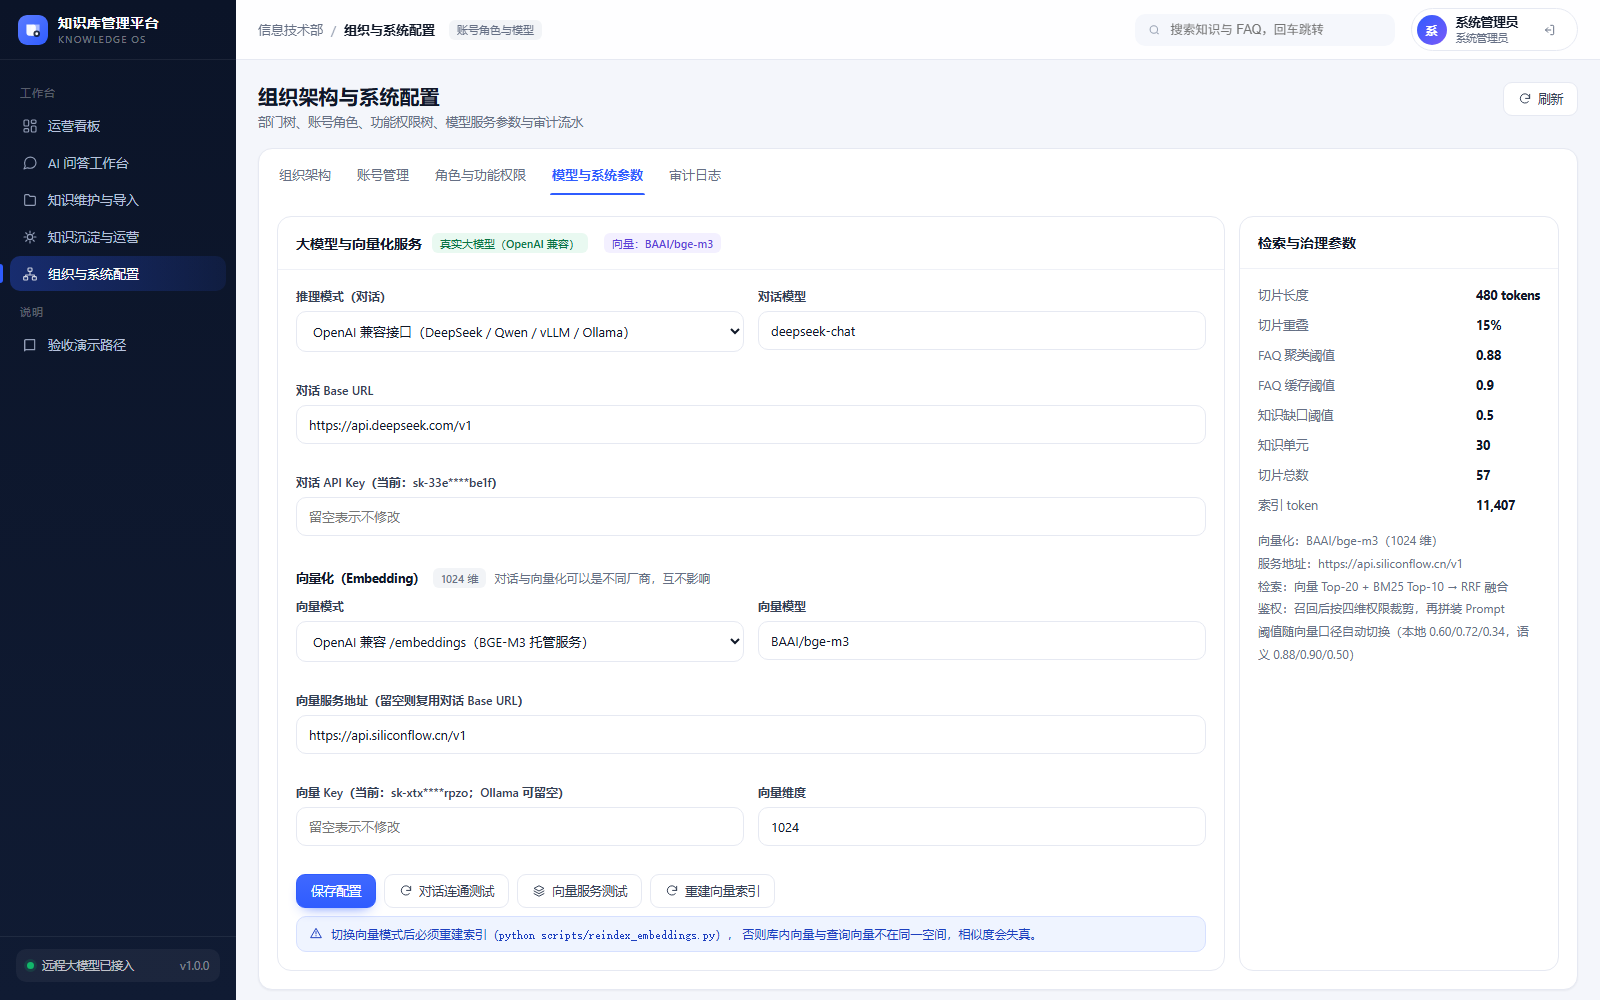 知识库管理平台
KNOWLEDGE OS
工作台
运营看板
AI 问答工作台
知识维护与导入
知识沉淀与运营
组织与系统配置
说明
验收演示路径
远程大模型已接入 v1.0.0
信息技术部 / 组织与系统配置 账号角色与模型
搜索知识与 FAQ，回车跳转
系 系统管理员
系统管理员
组织架构与系统配置
部门树、账号角色、功能权限树、模型服务参数与审计流水
刷新
组织架构 账号管理 角色与功能权限 模型与系统参数 审计日志
大模型与向量化服务 真实大模型（OpenAI 兼容） 向量：BAAI/bge-m3
推理模式（对话） 对话模型
OpenAI 兼容接口（DeepSeek / Qwen / vLLM / Ollama） deepseek-chat
对话 Base URL
https://api.deepseek.com/v1
对话 API Key（当前：sk-33e****be1f）
留空表示不修改
向量化（Embedding） 1024 维 对话与向量化可以是不同厂商，互不影响
向量模式 向量模型
OpenAI 兼容 /embeddings（BGE-M3 托管服务） BAAI/bge-m3
向量服务地址（留空则复用对话 Base URL）
https://api.siliconflow.cn/v1
向量 Key（当前：sk-xtx****rpzo；Ollama 可留空） 向量维度
留空表示不修改 1024
保存配置 对话连通测试 向量服务测试 重建向量索引
切换向量模式后必须重建索引（python scripts/reindex_embeddings.py），否则库内向量与查询向量不在同一空间，相似度会失真。
检索与治理参数
切片长度 480 tokens
切片重叠 15%
FAQ 聚类阈值 0.88
FAQ 缓存阈值 0.9
知识缺口阈值 0.5
知识单元 30
切片总数 57
索引 token 11,407
向量化：BAAI/bge-m3（1024 维）
服务地址：https://api.siliconflow.cn/v1
检索：向量 Top-20 + BM25 Top-10 → RRF 融合
鉴权：召回后按四维权限裁剪，再拼装 Prompt
阈值随向量口径自动切换（本地 0.60/0.72/0.34，语
义 0.88/0.90/0.50）